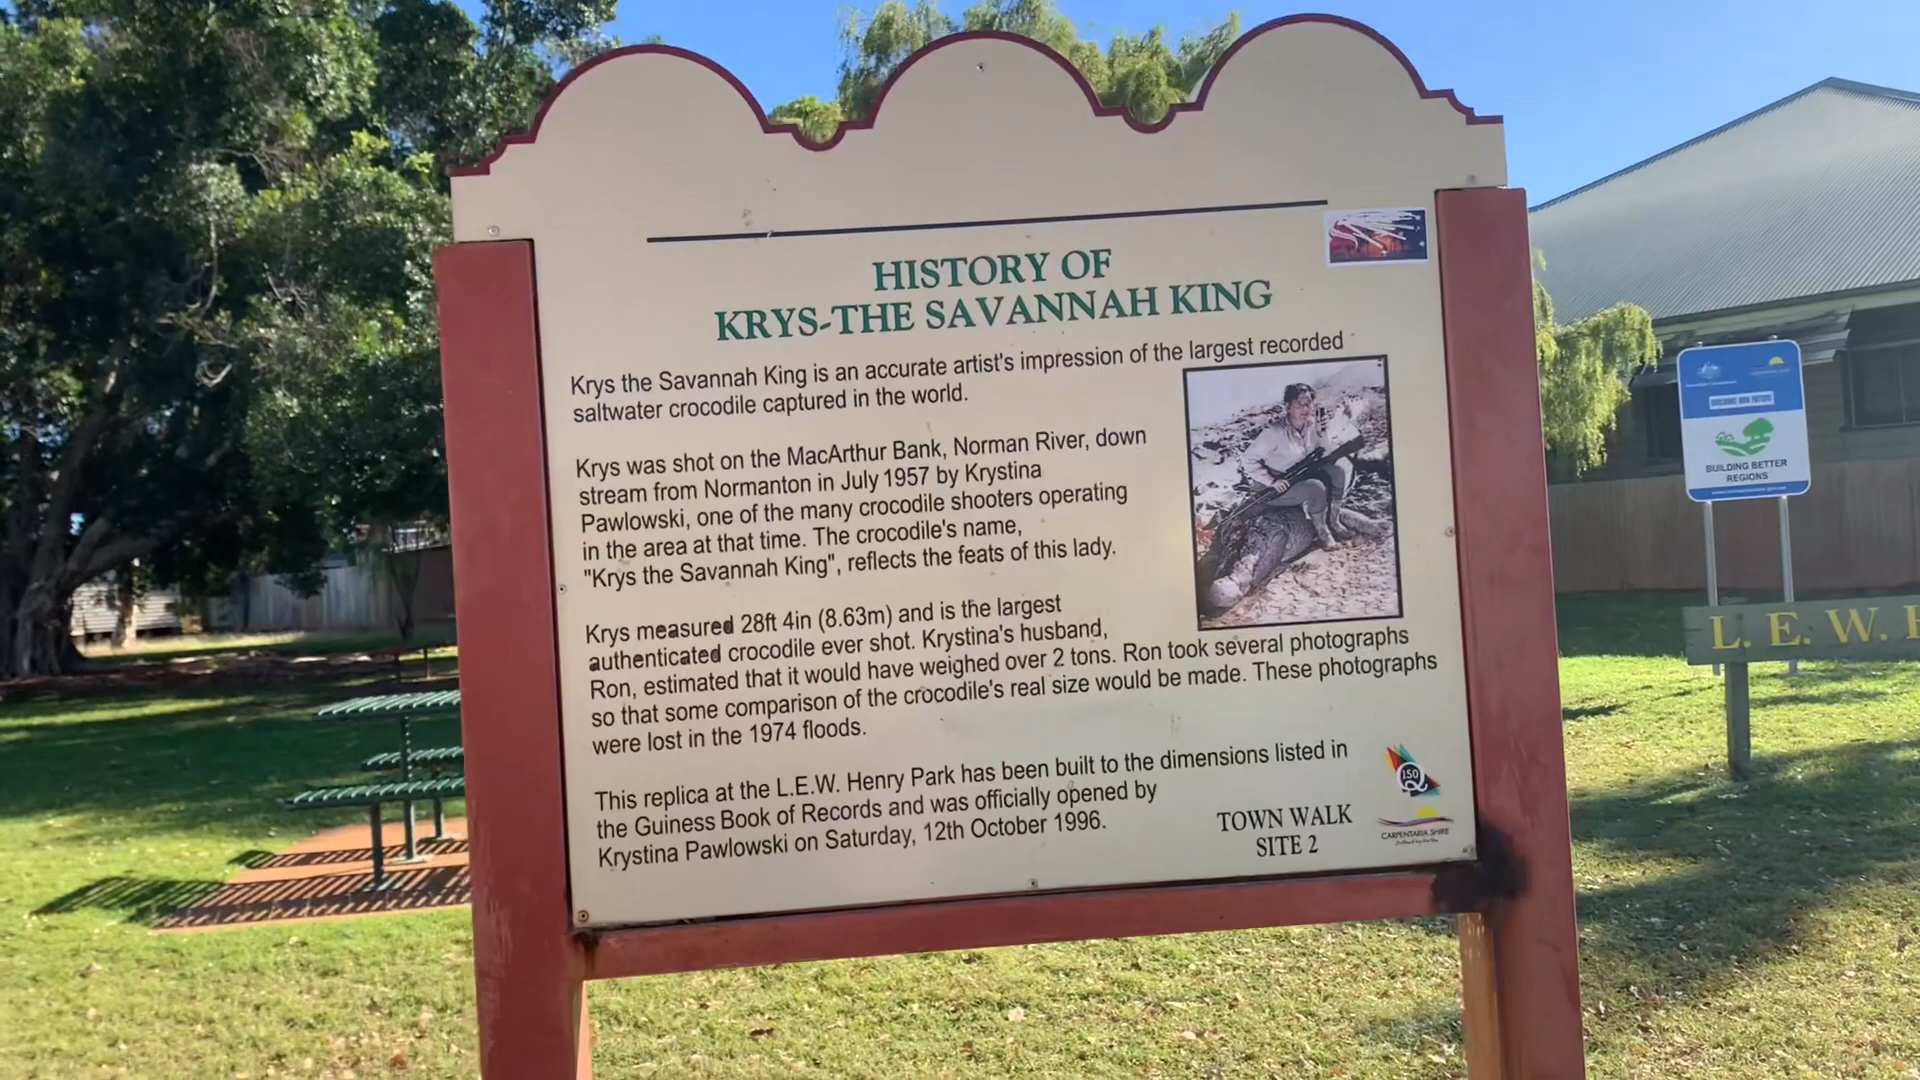 HISTORY OF
KRYS-THE SAVANNAH KING
Krys the Savannah King is an accurate artist's impression of the largest recorded
saltwater crocodile captured in the world.
Krys was shot on the MacArthur Bank, Norman River, down
stream from Normanton in July 1957 by Krystina
Pawlowski, one of the many crocodile shooters operating
in the area at that time. The crocodile's name,
"Krys the Savannah King", reflects the feats of this lady.
Krys measured 28ft 4in (8.63m) and is the largest
authenticated crocodile ever shot. Krystina's husband,
Ron, estimated that it would have weighed over 2 tons. Ron took several photographs
so that some comparison of the crocodile's real size would be made. These photographs
were lost in the 1974 floods.
This replica at the L.E.W. Henry Park has been built to the dimensions listed in
the Guiness Book of Records and was officially opened by
Krystina Pawlowski on Saturday, 12th October 1996.
TOWN WALK
SITE 2
Q150
CARPENTARIA SHIRE
BUILDING OUR FUTURE
BUILDING BETTER
REGIONS
L. E. W.